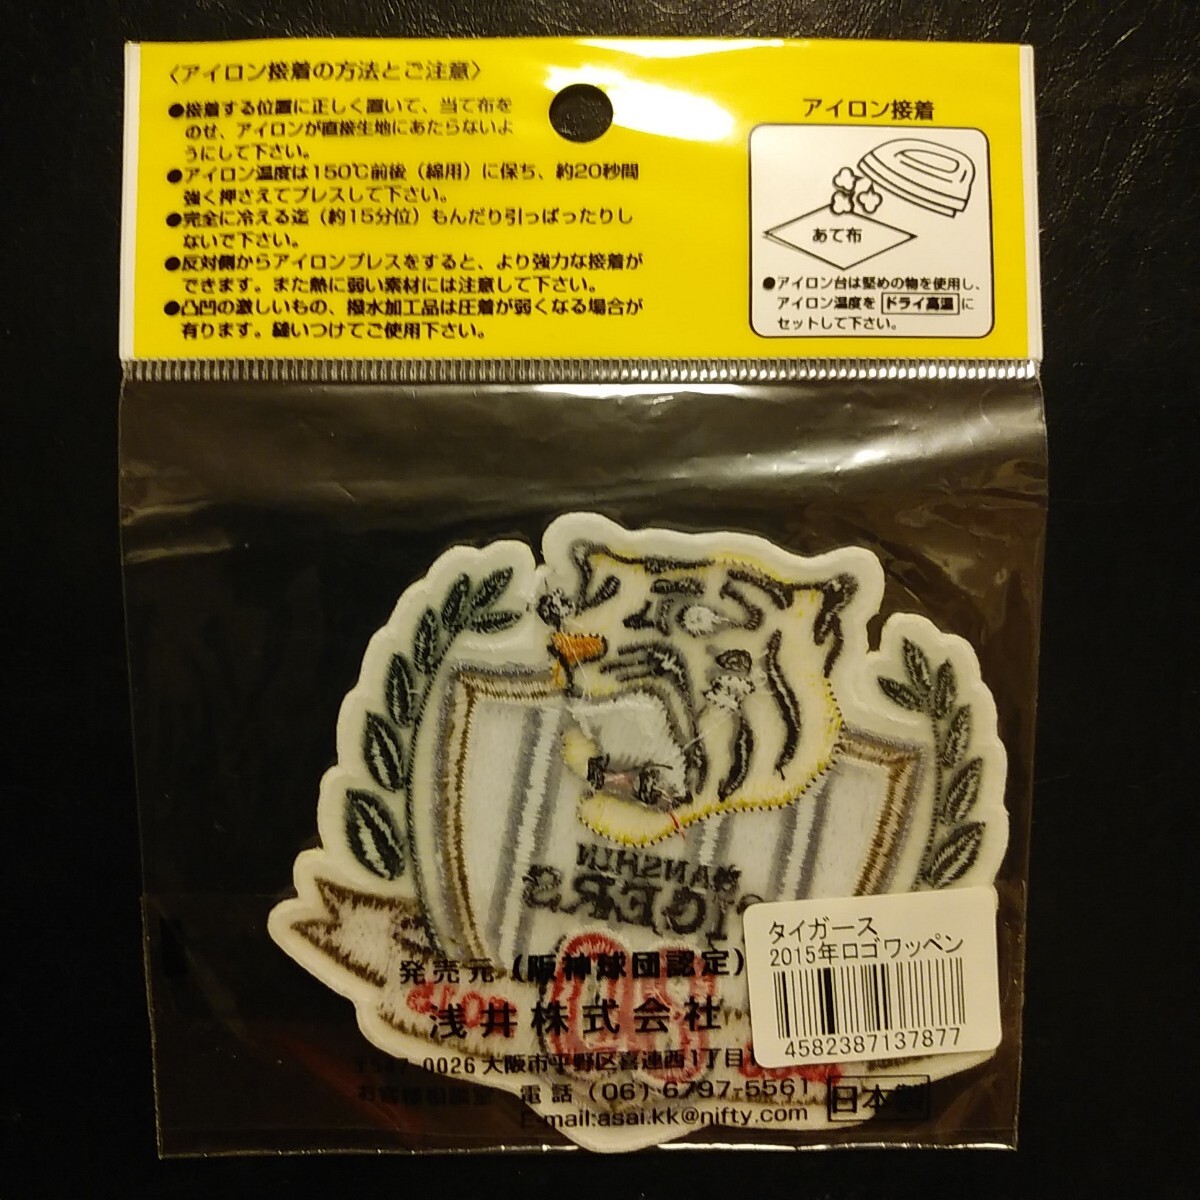 〈アイロン接着の方法とご注意〉
●接着する位置に正しく置いて、当て布を
のせ、アイロンが直接生地にあたらないよ
うにして下さい。
●アイロン温度は150℃前後（綿用）に保ち、約20秒間
強く押さえてプレスして下さい。
●完全に冷える迄（約15分位）もんだり引っぱったりし
ないで下さい。
●反対側からアイロンプレスをすると、より強力な接着が
できます。また熱に弱い素材には注意して下さい。
●凸凹の激しいもの、撥水加工品は圧着が弱くなる場合が
有ります。縫いつけてご使用下さい。
アイロン接着
あて布
●アイロン台は堅めの物を使用し、
アイロン温度を ドライ高温 に
セットして下さい。
HANSHIN
TIGERS
タイガース
2015年ロゴワッペン
4582387137877
発売元（阪神球団認定）
浅井株式会社
0026 大阪市平野区喜連西1丁目
お客様相談室 電話（06）6797-5561
E-mail:asai.kk@nifty.com
日本製